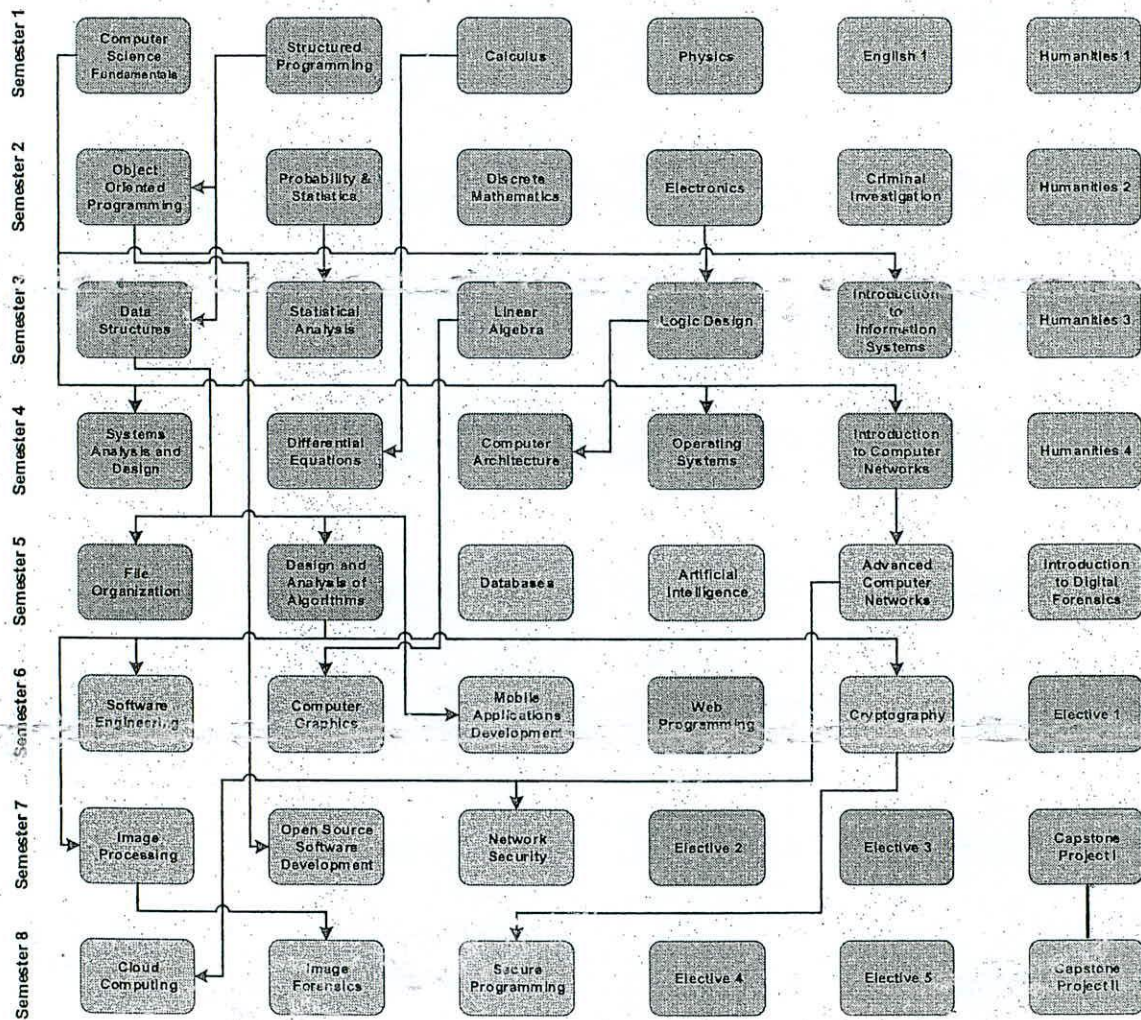 Semester 1
Computer
Science
Fundamentals
Structured
Programming
Calculus
Physics
English 1
Humanities 1
Semester 2
Object
Oriented
Programming
Probability &
Statistics
Discrete
Mathematics
Electronics
Criminal
Investigation
Humanities 2
Semester 3
Data
Structures
Statistical
Analysis
Linear
Algebra
Logic Design
Introduction
to
Information
Systems
Humanities 3
Semester 4
Systems
Analysis and
Design
Differential
Equations
Computer
Architecture
Operating
Systems
Introduction
to Computer
Networks
Humanities 4
Semester 5
File
Organization
Design and
Analysis of
Algorithms
Databases
Artificial
Intelligence
Advanced
Computer
Networks
Introduction
to Digital
Forensics
Semester 6
Software
Engineering
Computer
Graphics
Mobile
Applications
Development
Web
Programming
Cryptography
Elective 1
Semester 7
Image
Processing
Open Source
Software
Development
Network
Security
Elective 2
Elective 3
Capstone
Project I
Semester 8
Cloud
Computing
Image
Forensics
Secure
Programming
Elective 4
Elective 5
Capstone
Project II